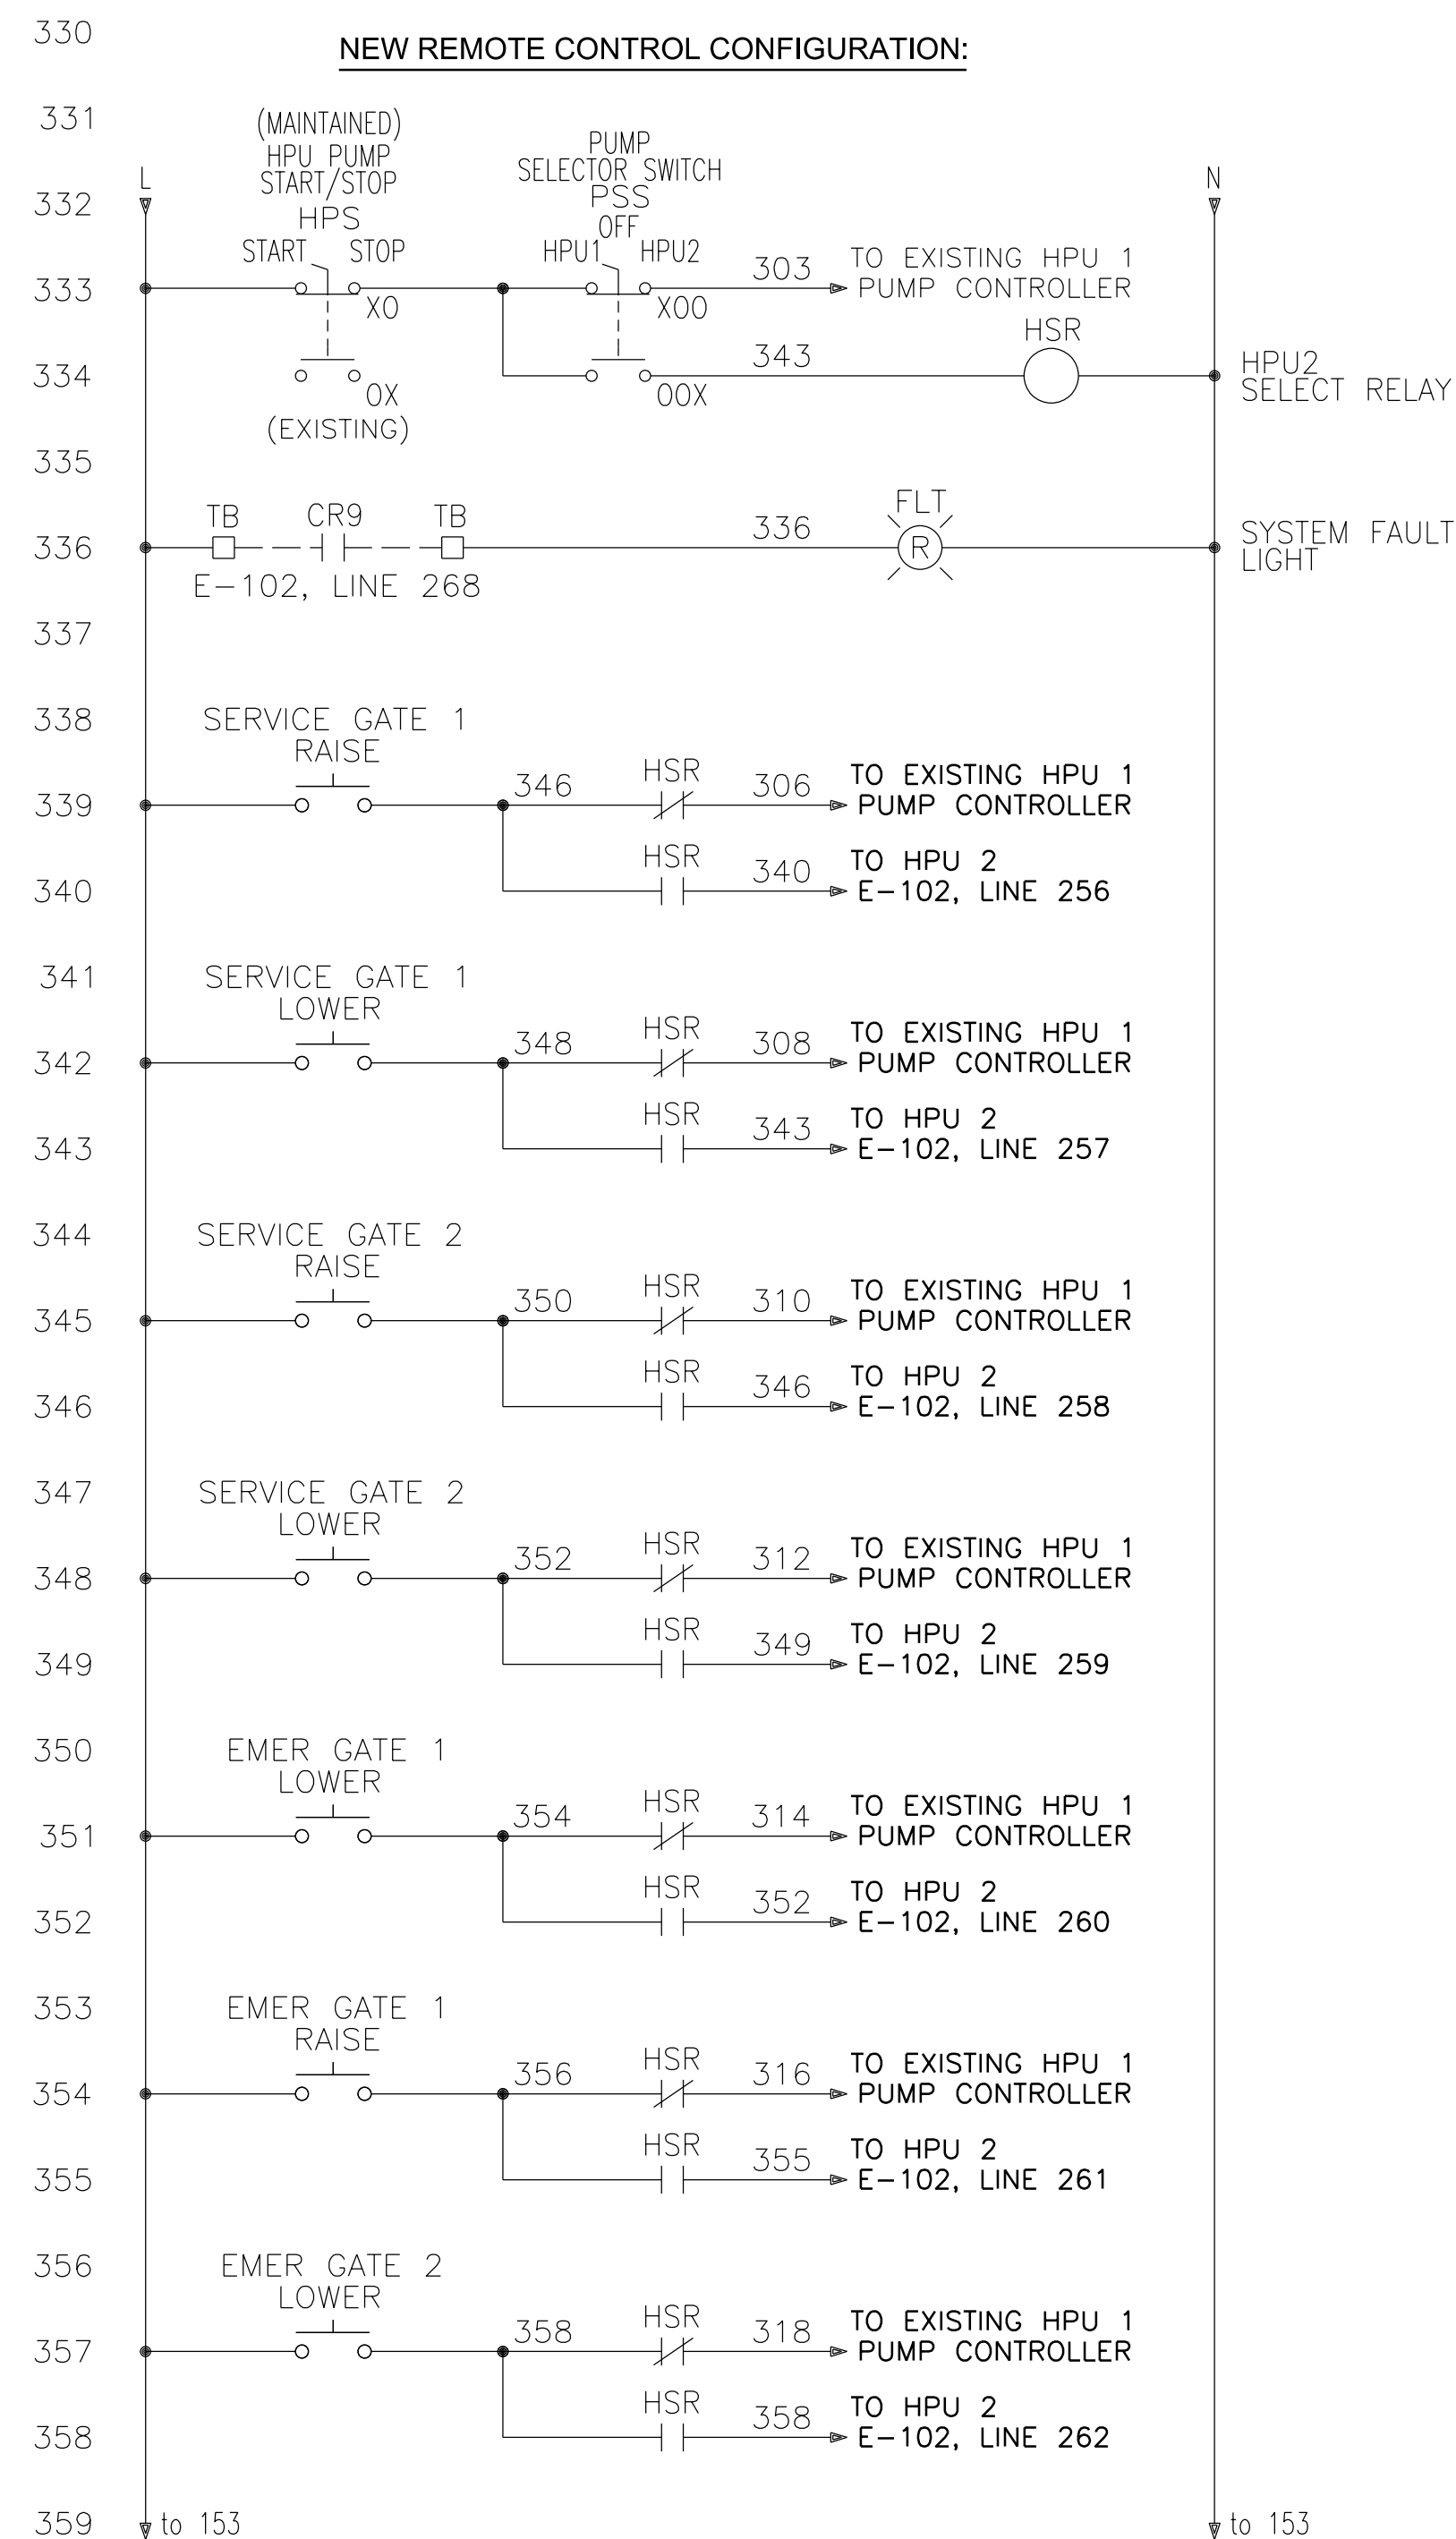 330
NEW REMOTE CONTROL CONFIGURATION:
331
(MAINTAINED)
HPU PUMP
START/STOP
HPS
START STOP
PUMP
SELECTOR SWITCH
PSS
OFF
HPU1 HPU2
L
N
332
333
X0
X00
303
TO EXISTING HPU 1
PUMP CONTROLLER
HSR
334
0X
(EXISTING)
00X
343
HPU2
SELECT RELAY
335
TB CR9 TB
FLT
336
336
R
SYSTEM FAULT
LIGHT
E-102, LINE 268
337
338
SERVICE GATE 1
RAISE
339
346
HSR
306
TO EXISTING HPU 1
PUMP CONTROLLER
340
HSR
340
TO HPU 2
E-102, LINE 256
341
SERVICE GATE 1
LOWER
342
348
HSR
308
TO EXISTING HPU 1
PUMP CONTROLLER
343
HSR
343
TO HPU 2
E-102, LINE 257
344
SERVICE GATE 2
RAISE
345
350
HSR
310
TO EXISTING HPU 1
PUMP CONTROLLER
346
HSR
346
TO HPU 2
E-102, LINE 258
347
SERVICE GATE 2
LOWER
348
352
HSR
312
TO EXISTING HPU 1
PUMP CONTROLLER
349
HSR
349
TO HPU 2
E-102, LINE 259
350
EMER GATE 1
LOWER
351
354
HSR
314
TO EXISTING HPU 1
PUMP CONTROLLER
352
HSR
352
TO HPU 2
E-102, LINE 260
353
EMER GATE 1
RAISE
354
356
HSR
316
TO EXISTING HPU 1
PUMP CONTROLLER
355
HSR
355
TO HPU 2
E-102, LINE 261
356
EMER GATE 2
LOWER
357
358
HSR
318
TO EXISTING HPU 1
PUMP CONTROLLER
358
HSR
358
TO HPU 2
E-102, LINE 262
359
to 153
to 153